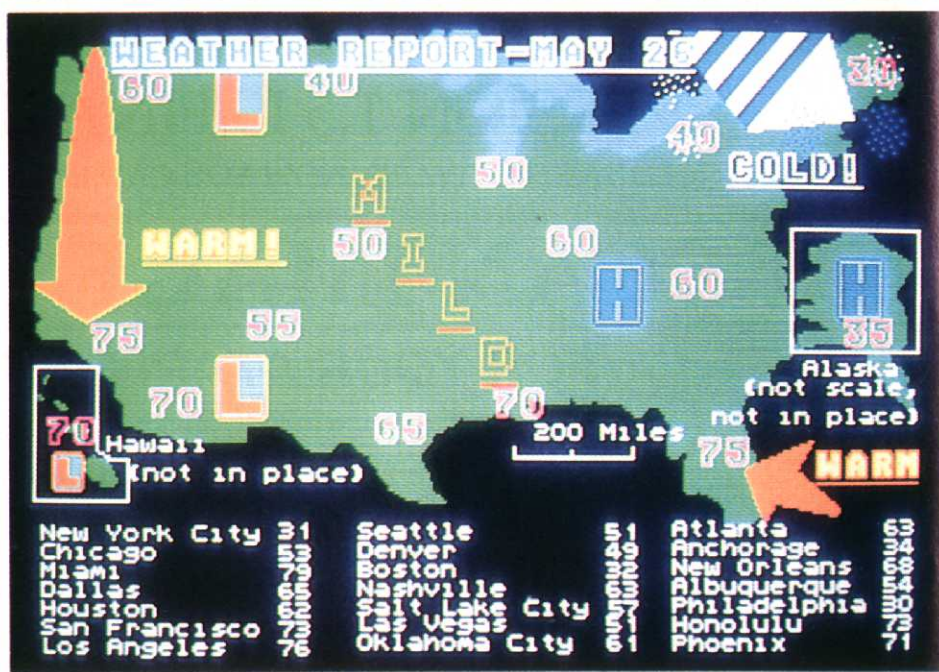 WEATHER REPORT-MAY 26
60
40
30
L
40
COLD!
50
M
I
L
D
WARM!
50
60
H
60
H
35
75
55
Alaska
(not scale,
not in place)
L
70
70
65
200 Miles
75
WARM
70
Hawaii
L
(not in place)
New York City 31
Chicago 53
Miami 79
Dallas 65
Houston 62
San Francisco 73
Los Angeles 76
Seattle 51
Denver 49
Boston 32
Nashville 63
Salt Lake City 57
Las Vegas 51
Oklahoma City 61
Atlanta 63
Anchorage 34
New Orleans 68
Albuquerque 54
Philadelphia 30
Honolulu 73
Phoenix 71